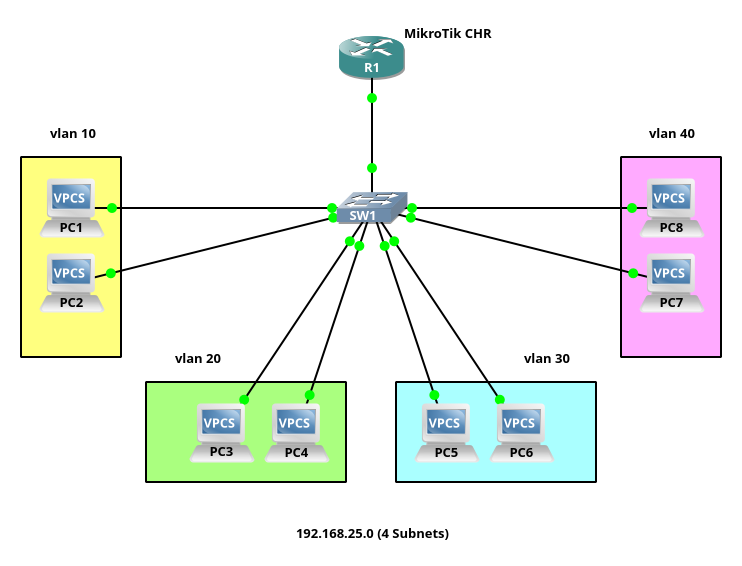 MikroTik CHR
R1
vlan 10
vlan 40
VPCS
PC1
SW1
VPCS
PC8
VPCS
PC2
VPCS
PC7
vlan 20
vlan 30
VPCS
PC3
VPCS
PC4
VPCS
PC5
VPCS
PC6
192.168.25.0 (4 Subnets)